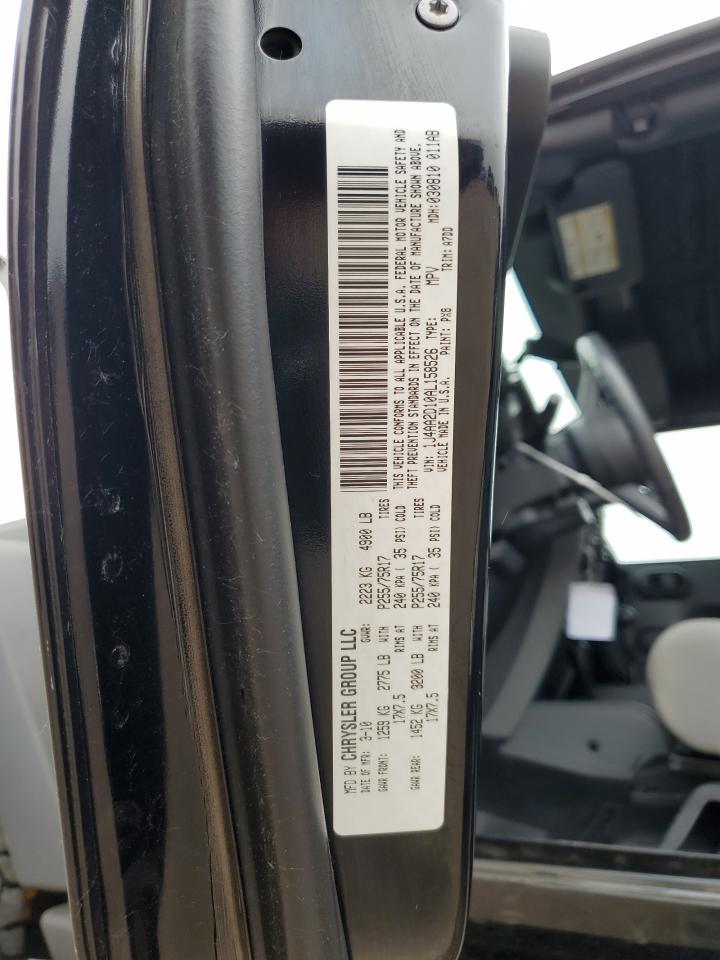 MFD BY CHRYSLER GROUP LLC
DATE OF MFR: 3-10 GVWR: 2223 KG 4900 LB
GAWR FRONT: 1259 KG 2775 LB WITH P255/75R17 TIRES
17X7.5 RIMS AT 240 KPA ( 35 PSI) COLD
GAWR REAR: 1452 KG 3200 LB WITH P255/75R17 TIRES
17X7.5 RIMS AT 240 KPA ( 35 PSI) COLD
THIS VEHICLE CONFORMS TO ALL APPLICABLE U.S.A. FEDERAL MOTOR VEHICLE SAFETY AND
THEFT PREVENTION STANDARDS IN EFFECT ON THE DATE OF MANUFACTURE SHOWN ABOVE.
VIN: 1J4AA2D10AL158526 TYPE: MPV MDH:030810 011AB
VEHICLE MADE IN U.S.A. PAINT: PX8 TRIM: A7DD